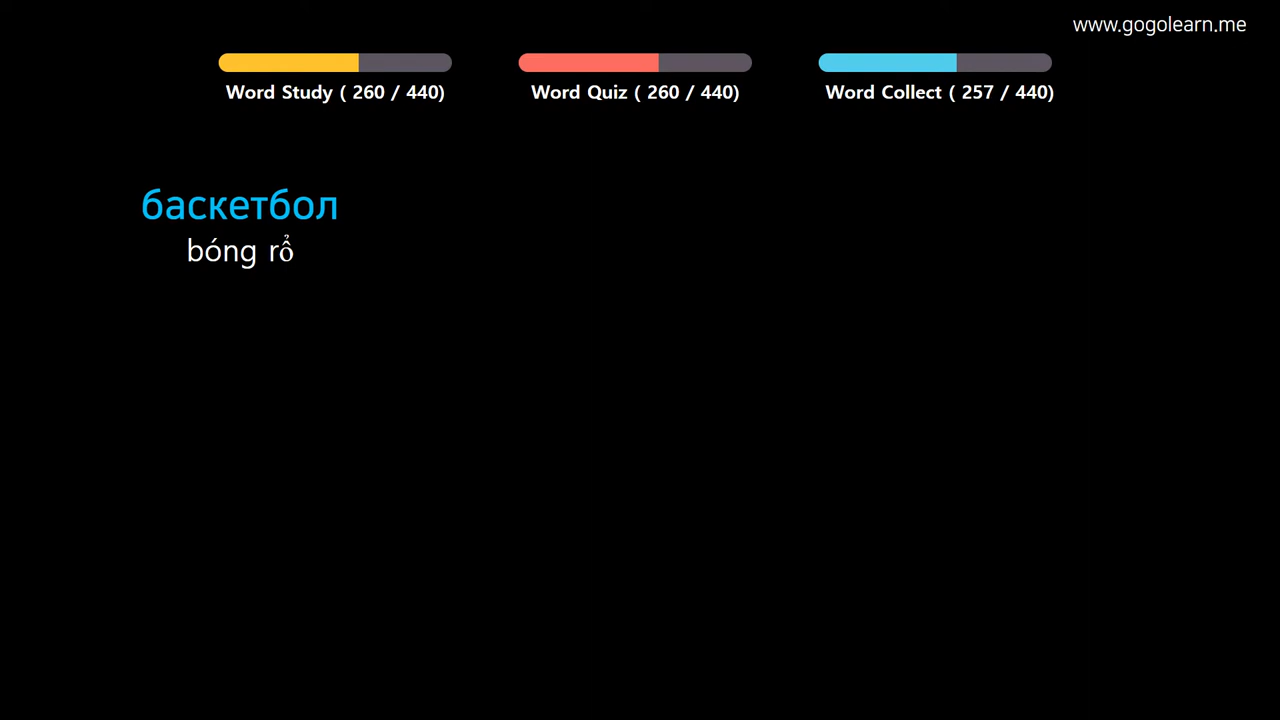 www.gogolearn.me
Word Study ( 260 / 440)
Word Quiz ( 260 / 440)
Word Collect ( 257 / 440)
баскетбол
bóng rổ